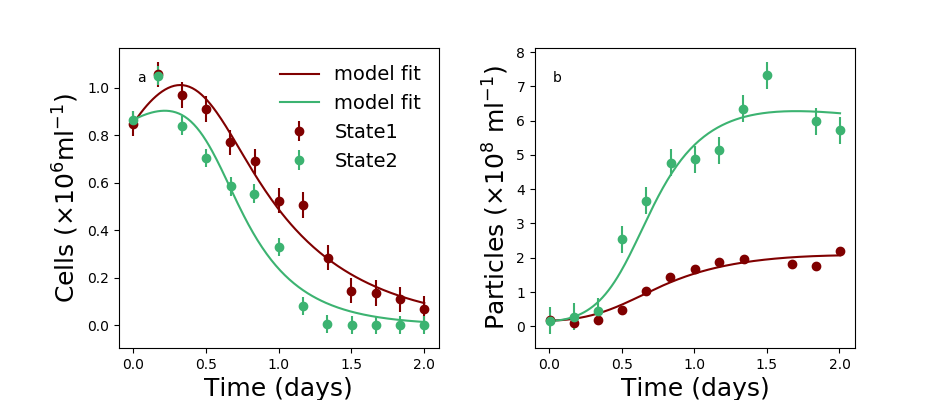 a
model fit
model fit
State1
State2
Cells (×10⁶ml⁻¹)
1.0
0.8
0.6
0.4
0.2
0.0
0.0 0.5 1.0 1.5 2.0
Time (days)
b
Particles (×10⁸ ml⁻¹)
8
7
6
5
4
3
2
1
0
0.0 0.5 1.0 1.5 2.0
Time (days)